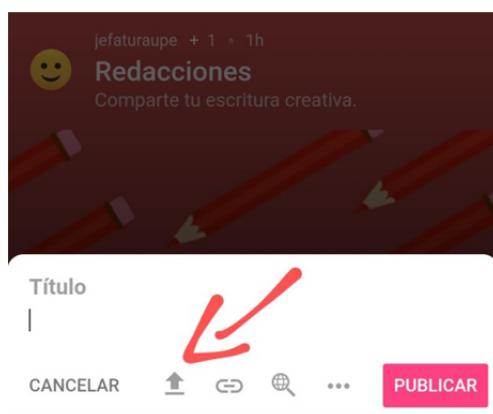 jefaturaupe + 1 • 1h
Redacciones
Comparte tu escritura creativa.
Título
CANCELAR
PUBLICAR